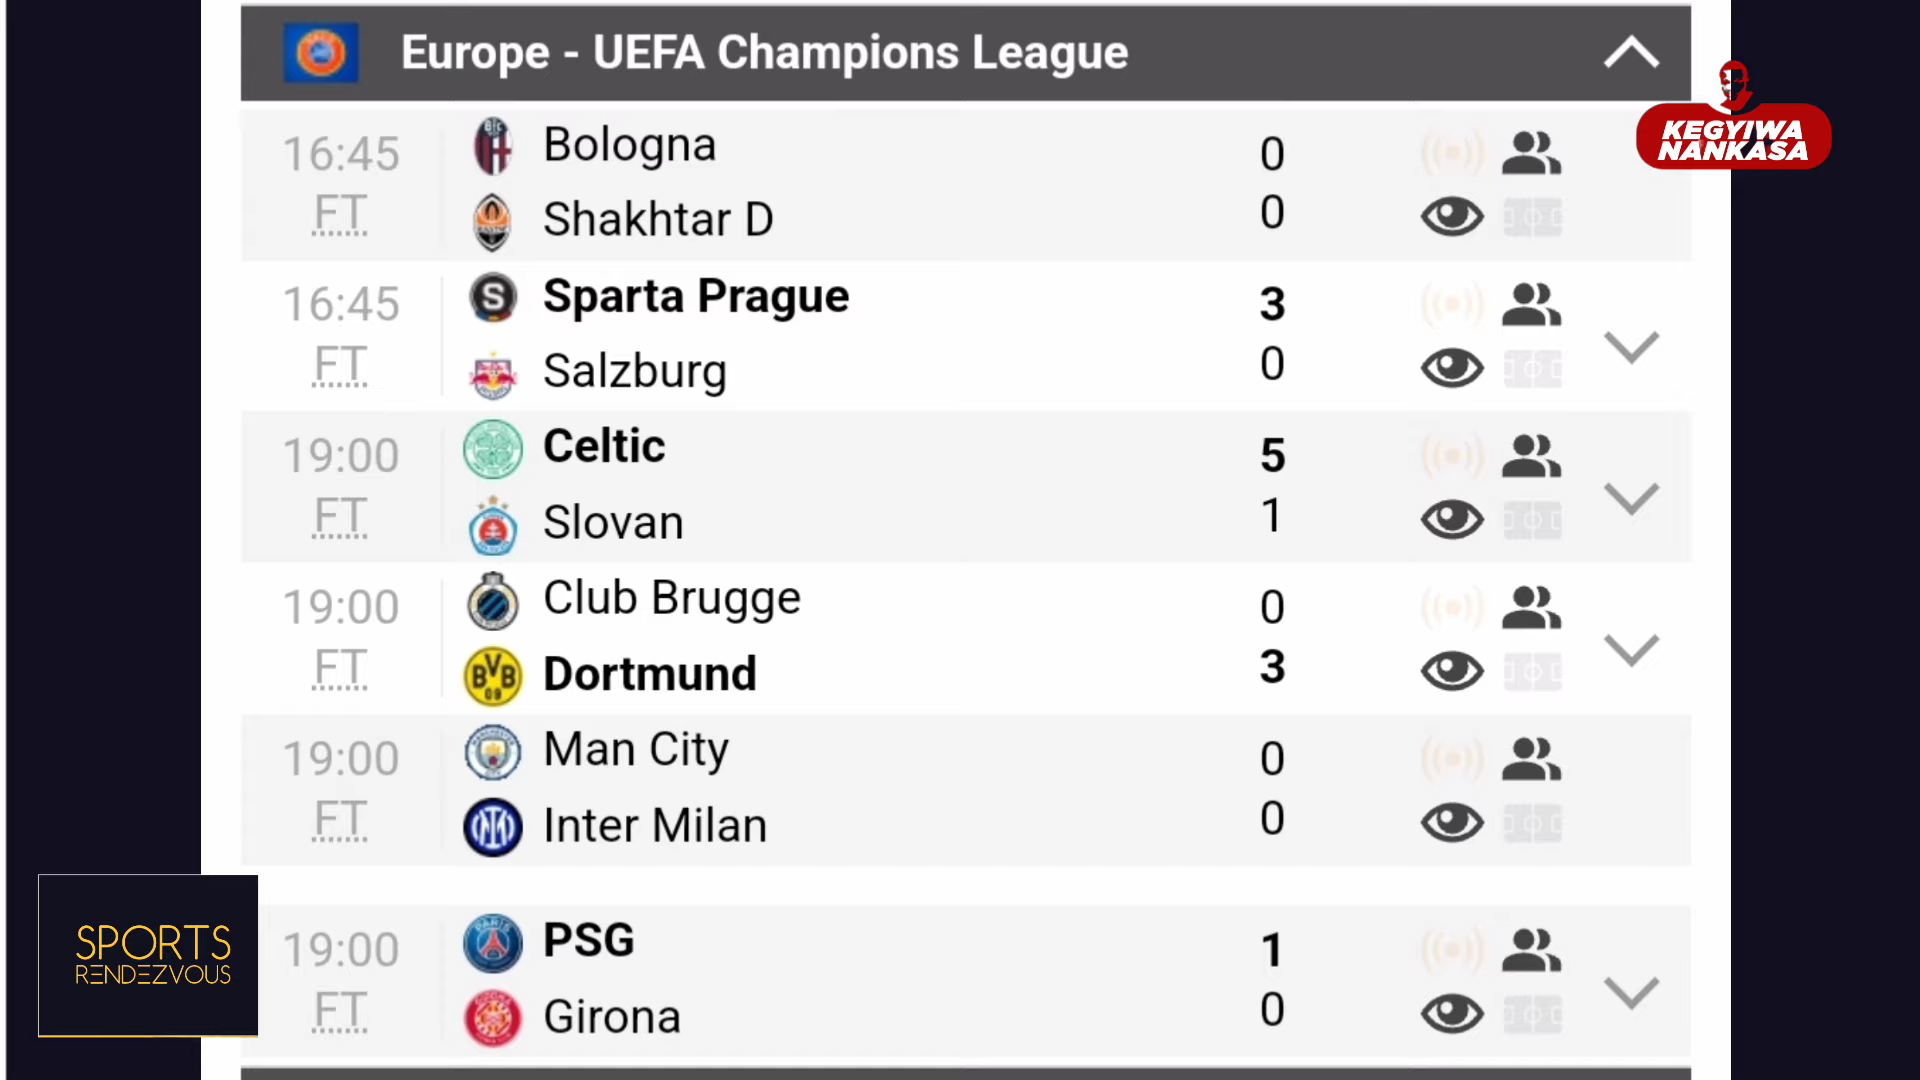 Europe - UEFA Champions League
KEGYIWA
NANKASA
16:45
FT
Bologna
0
Shakhtar D
0
16:45
FT
Sparta Prague
3
Salzburg
0
19:00
FT
Celtic
5
Slovan
1
19:00
FT
Club Brugge
0
Dortmund
3
19:00
FT
Man City
0
Inter Milan
0
19:00
FT
PSG
1
Girona
0
SPORTS
RENDEZVOUS